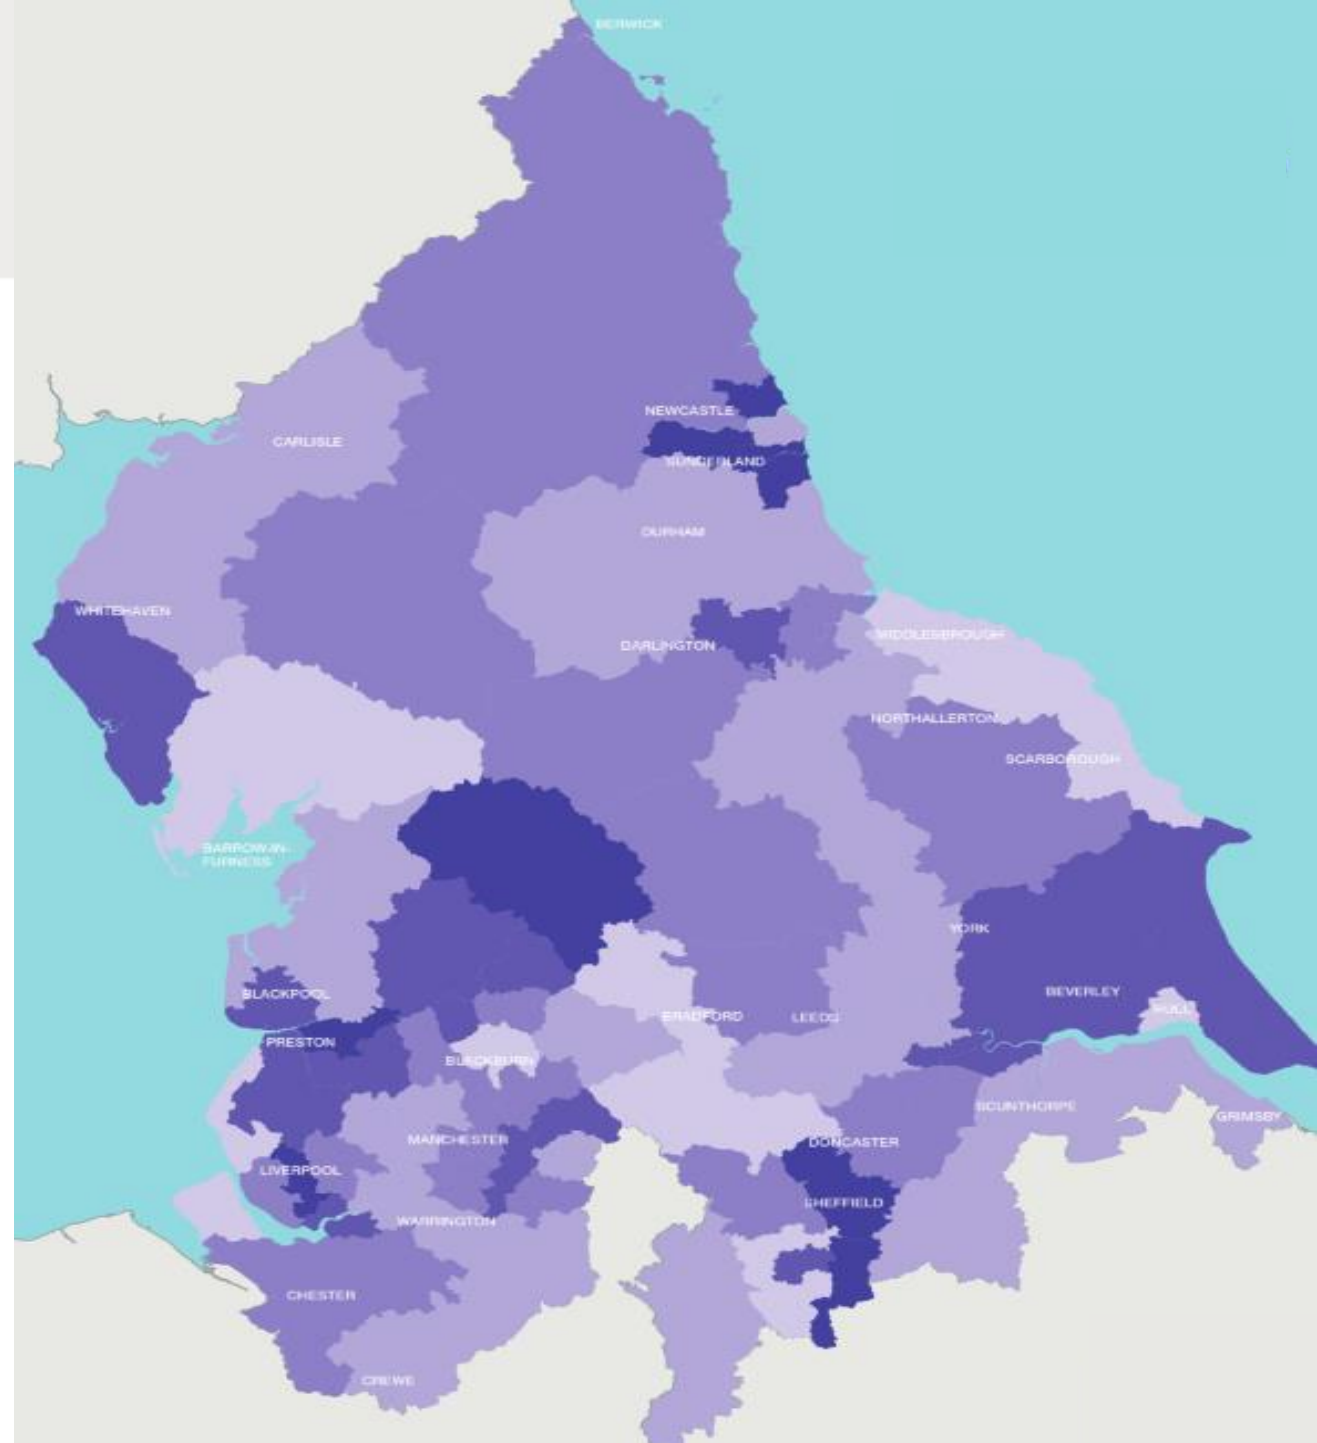 BERWICK
NEWCASTLE
CARLISLE
SUNDERLAND
DURHAM
WHITEHAVEN
MIDDLESBROUGH
DARLINGTON
NORTHALLERTON
SCARBOROUGH
BARROW-IN-
FURNESS
YORK
BLACKPOOL
BEVERLEY
HULL
BRADFORD
LEEDS
PRESTON
BLACKBURN
SCUNTHORPE
GRIMSBY
MANCHESTER
DONCASTER
LIVERPOOL
SHEFFIELD
WARRINGTON
CHESTER
CREWE